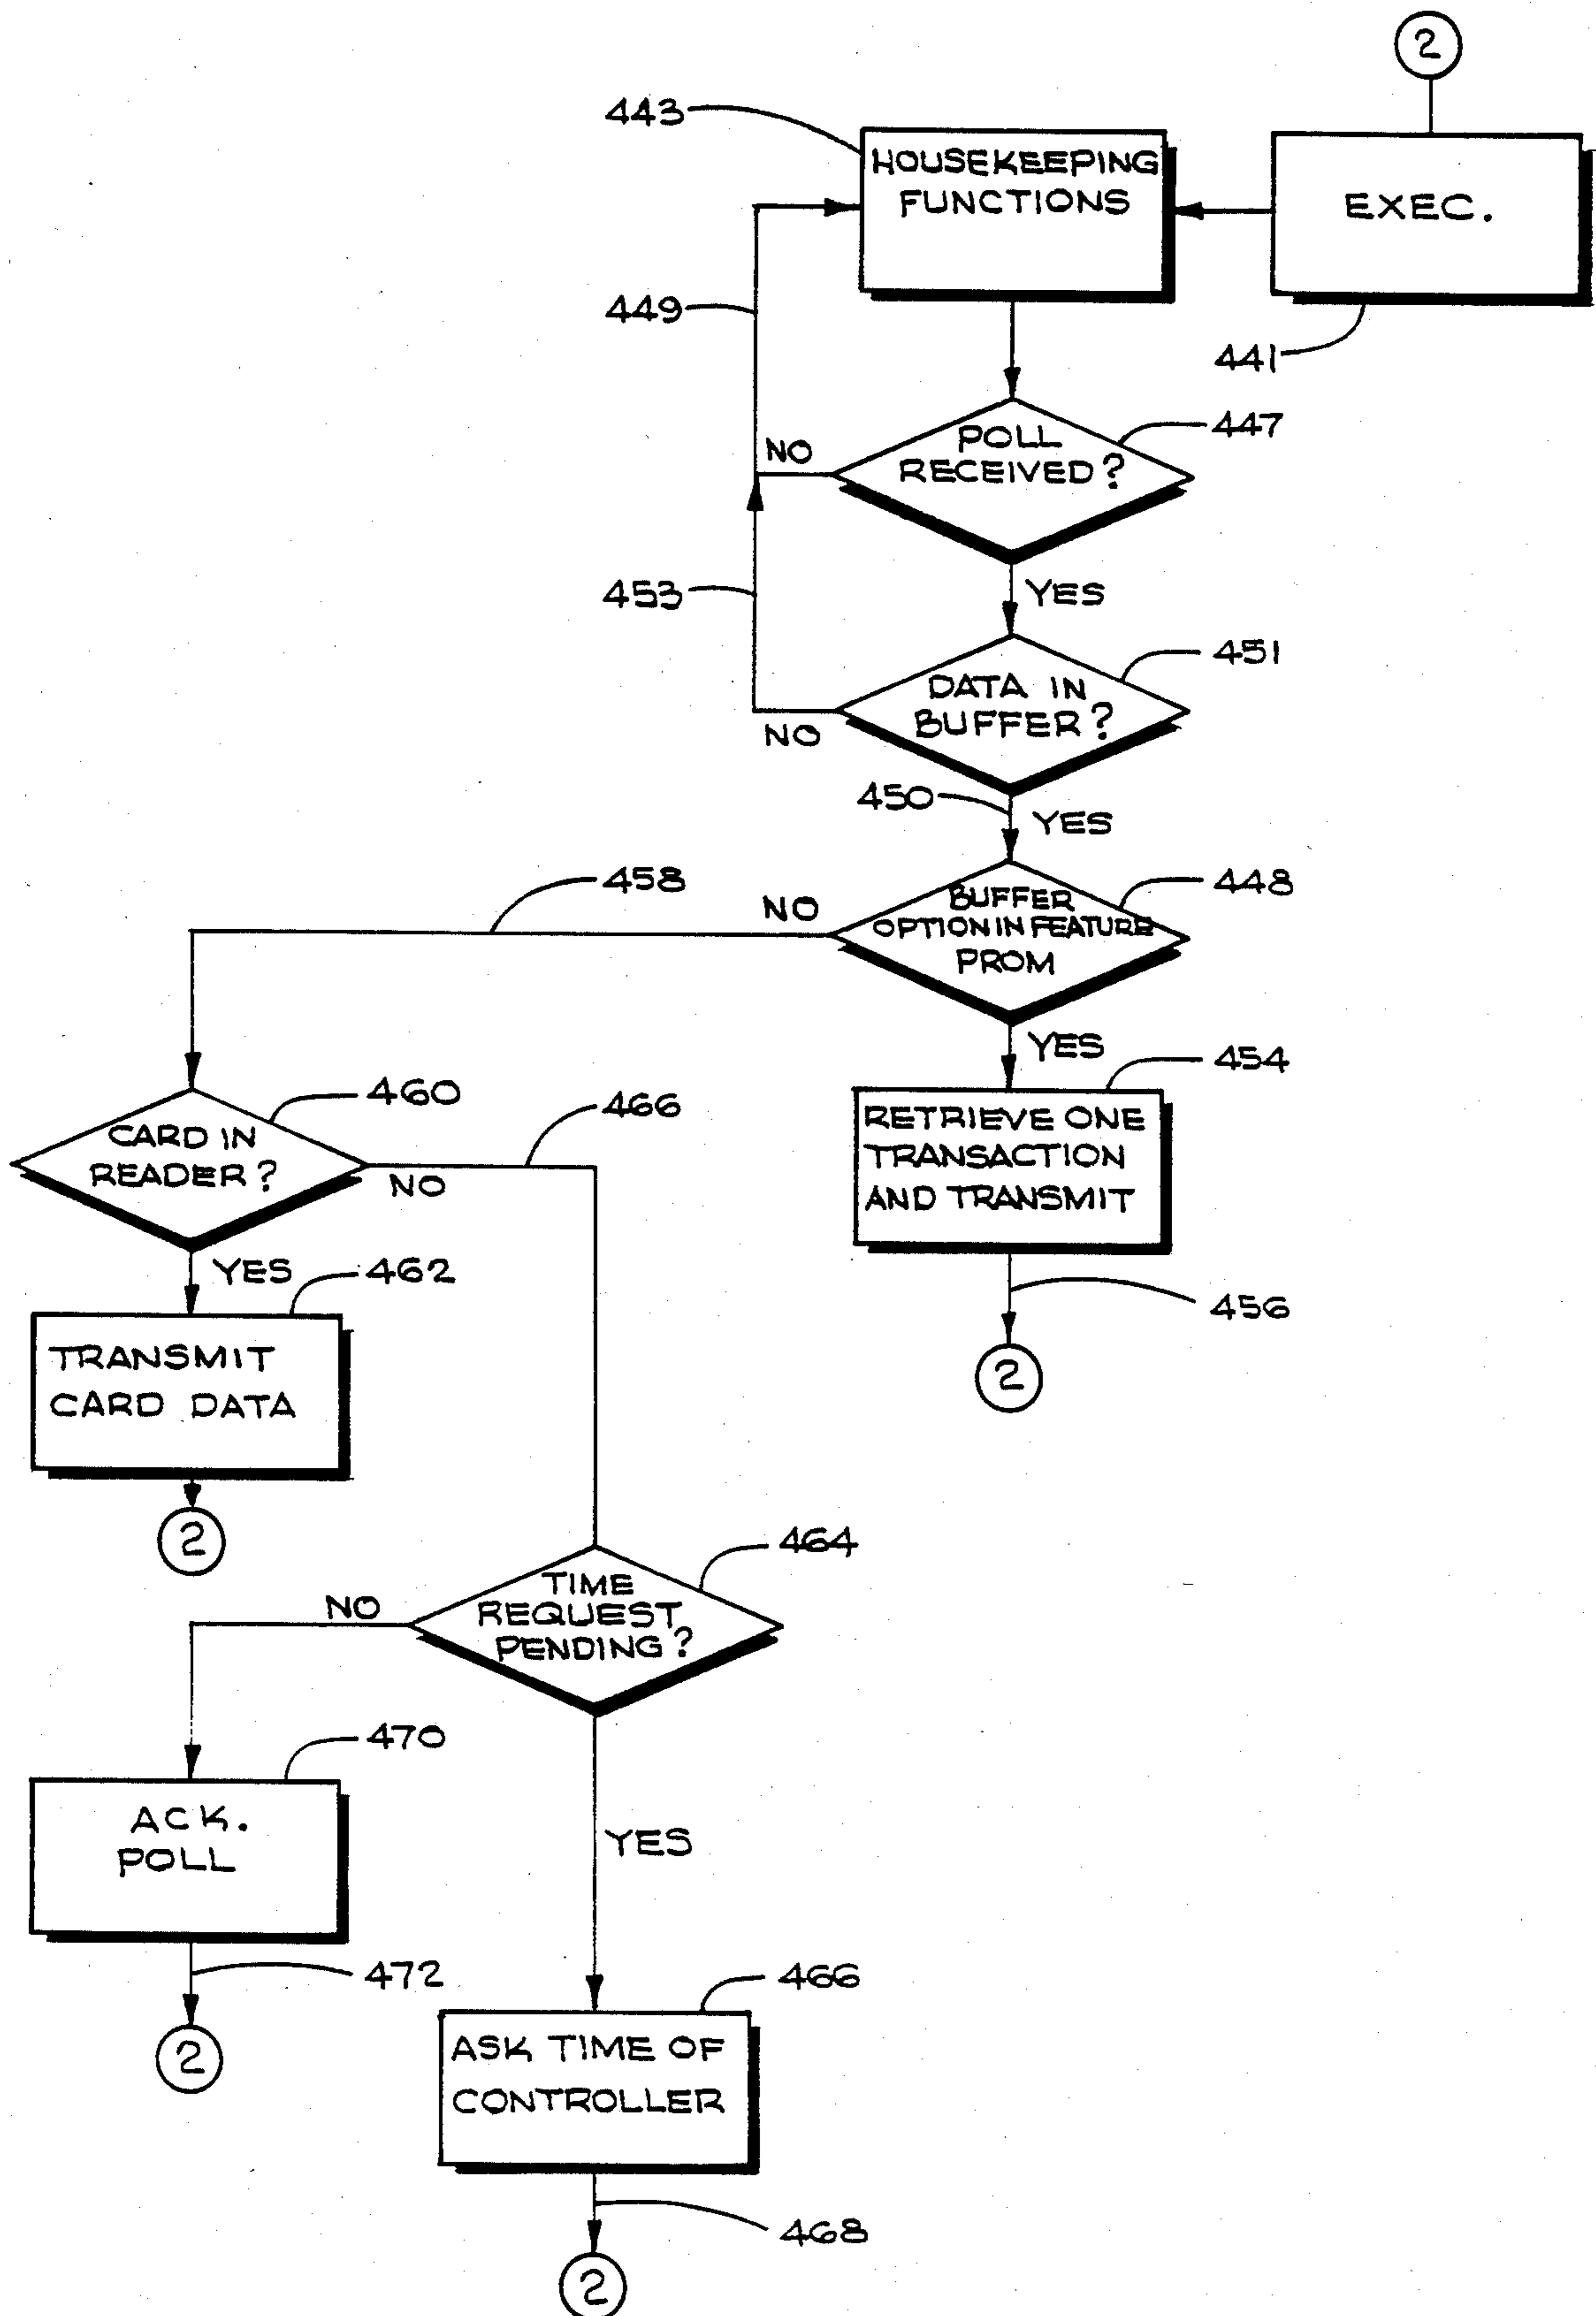 2
443
HOUSEKEEPING
FUNCTIONS
EXEC.
449
441
447
POLL
RECEIVED?
NO
453
YES
451
DATA IN
BUFFER?
NO
450
YES
458
NO
448
BUFFER
OPTION IN FEATURE
PROM
YES
454
460
466
CARD IN
READER?
NO
RETRIEVE ONE
TRANSACTION
AND TRANSMIT
YES
462
456
2
TRANSMIT
CARD DATA
2
464
TIME
REQUEST
PENDING?
NO
470
ACK.
POLL
YES
472
466
2
ASK TIME OF
CONTROLLER
468
2